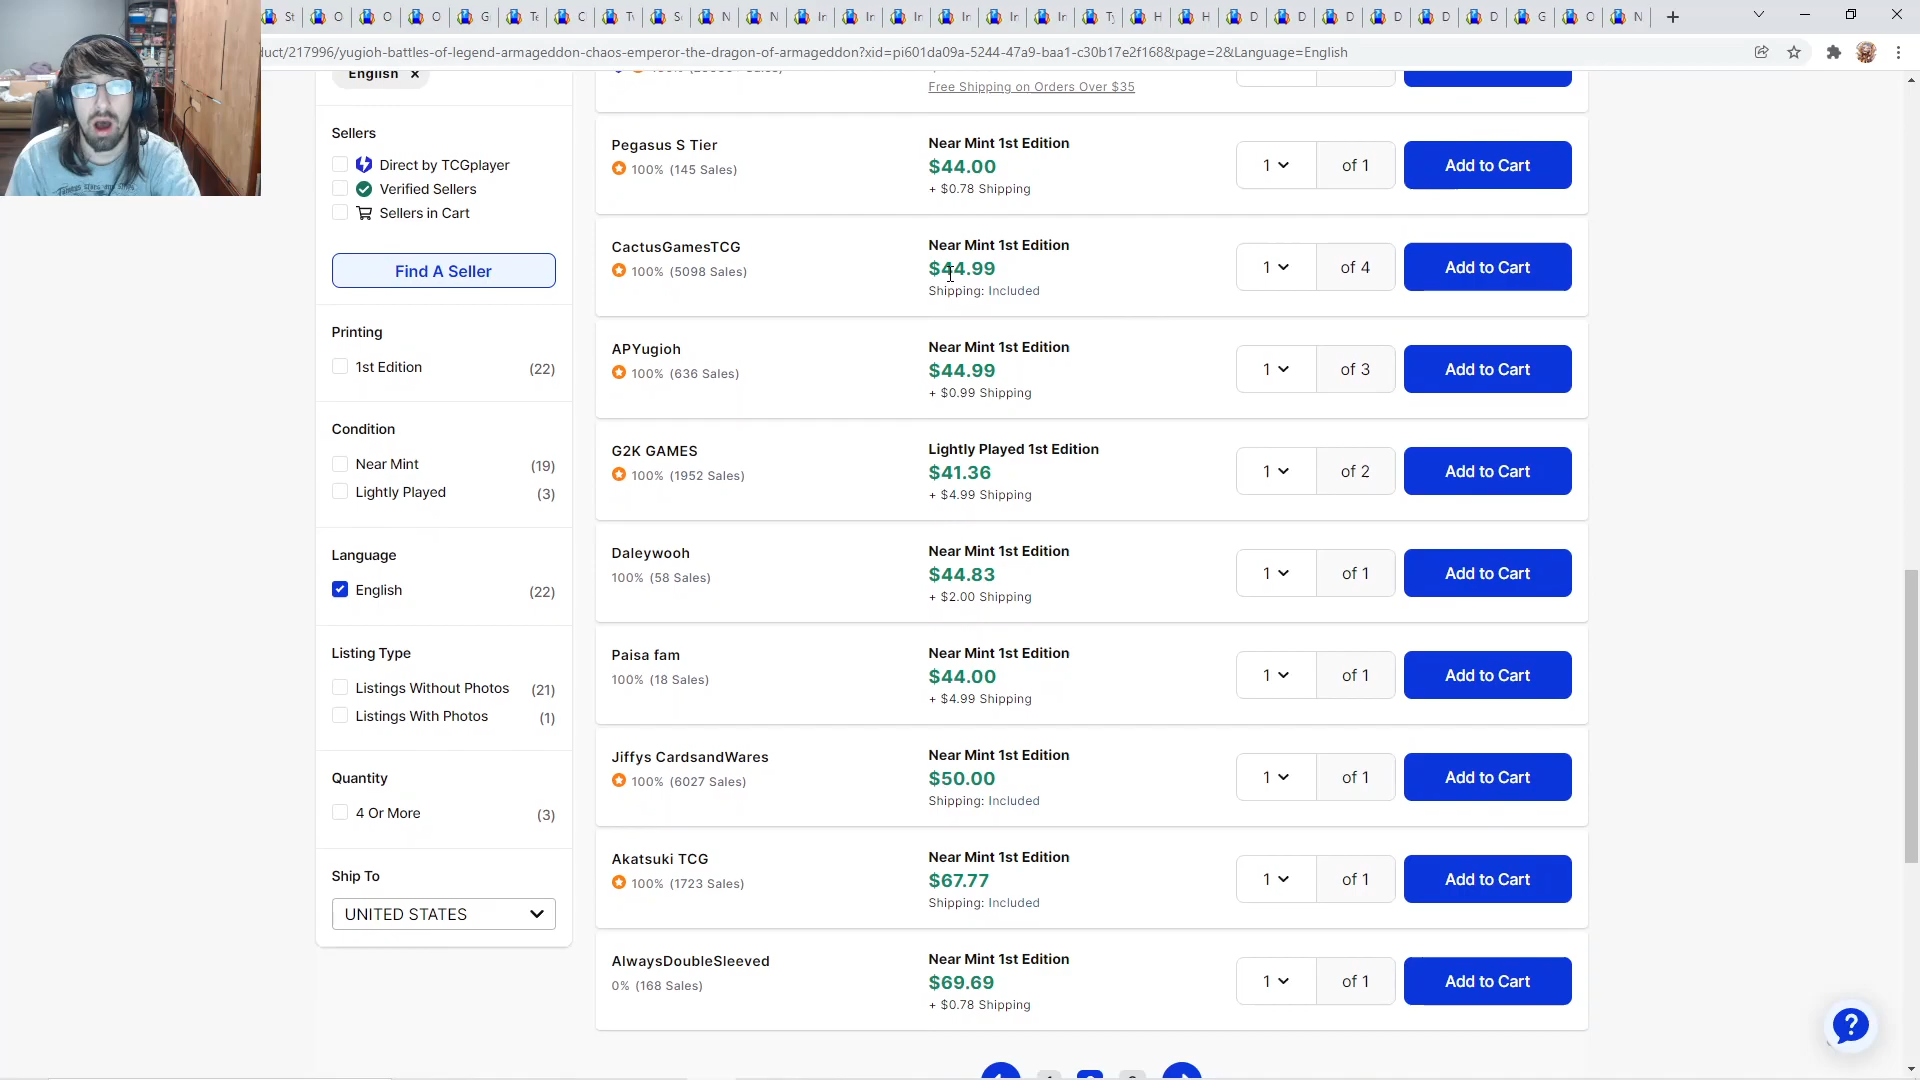 St O O O G Te C Tv S N N In In In In In In Ty H H D D D D D D G O N
duct/217996/yugioh-battles-of-legend-armageddon-chaos-emperor-the-dragon-of-armageddon?xid=pi601da09a-5244-47a9-baa1-c30b17e2f168&page=2&Language=English
English ×
Free Shipping on Orders Over $35
Sellers
Direct by TCGplayer
Verified Sellers
Sellers in Cart
Find A Seller
Printing
1st Edition (22)
Condition
Near Mint (19)
Lightly Played (3)
Language
English (22)
Listing Type
Listings Without Photos (21)
Listings With Photos (1)
Quantity
4 Or More (3)
Ship To
UNITED STATES
Pegasus S Tier
100% (145 Sales)
Near Mint 1st Edition
$44.00
+ $0.78 Shipping
1 of 1 Add to Cart
CactusGamesTCG
100% (5098 Sales)
Near Mint 1st Edition
$44.99
Shipping: Included
1 of 4 Add to Cart
APYugioh
100% (636 Sales)
Near Mint 1st Edition
$44.99
+ $0.99 Shipping
1 of 3 Add to Cart
G2K GAMES
100% (1952 Sales)
Lightly Played 1st Edition
$41.36
+ $4.99 Shipping
1 of 2 Add to Cart
Daleywooh
100% (58 Sales)
Near Mint 1st Edition
$44.83
+ $2.00 Shipping
1 of 1 Add to Cart
Paisa fam
100% (18 Sales)
Near Mint 1st Edition
$44.00
+ $4.99 Shipping
1 of 1 Add to Cart
Jiffys CardsandWares
100% (6027 Sales)
Near Mint 1st Edition
$50.00
Shipping: Included
1 of 1 Add to Cart
Akatsuki TCG
100% (1723 Sales)
Near Mint 1st Edition
$67.77
Shipping: Included
1 of 1 Add to Cart
AlwaysDoubleSleeved
0% (168 Sales)
Near Mint 1st Edition
$69.69
+ $0.78 Shipping
1 of 1 Add to Cart